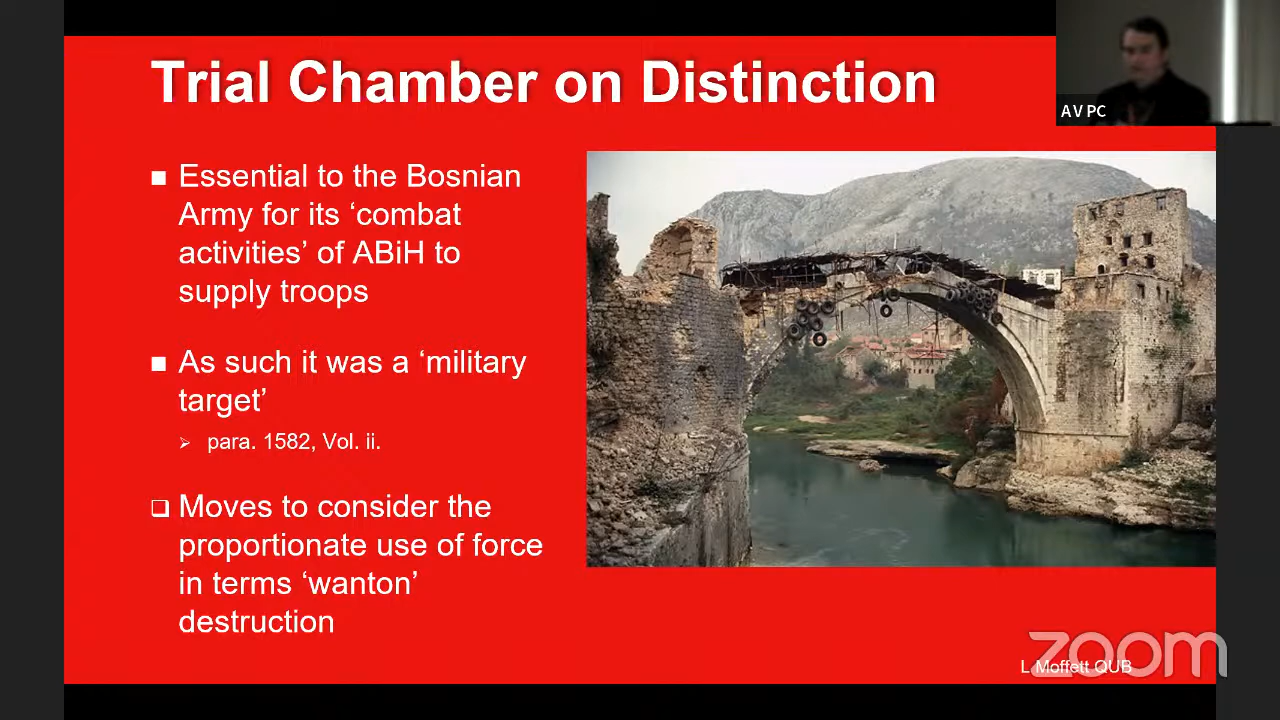 Trial Chamber on Distinction
AV PC
Essential to the Bosnian
Army for its ‘combat
activities’ of ABiH to
supply troops
As such it was a ‘military
target’
para. 1582, Vol. ii.
Moves to consider the
proportionate use of force
in terms ‘wanton’
destruction
L Moffett QUB
zoom